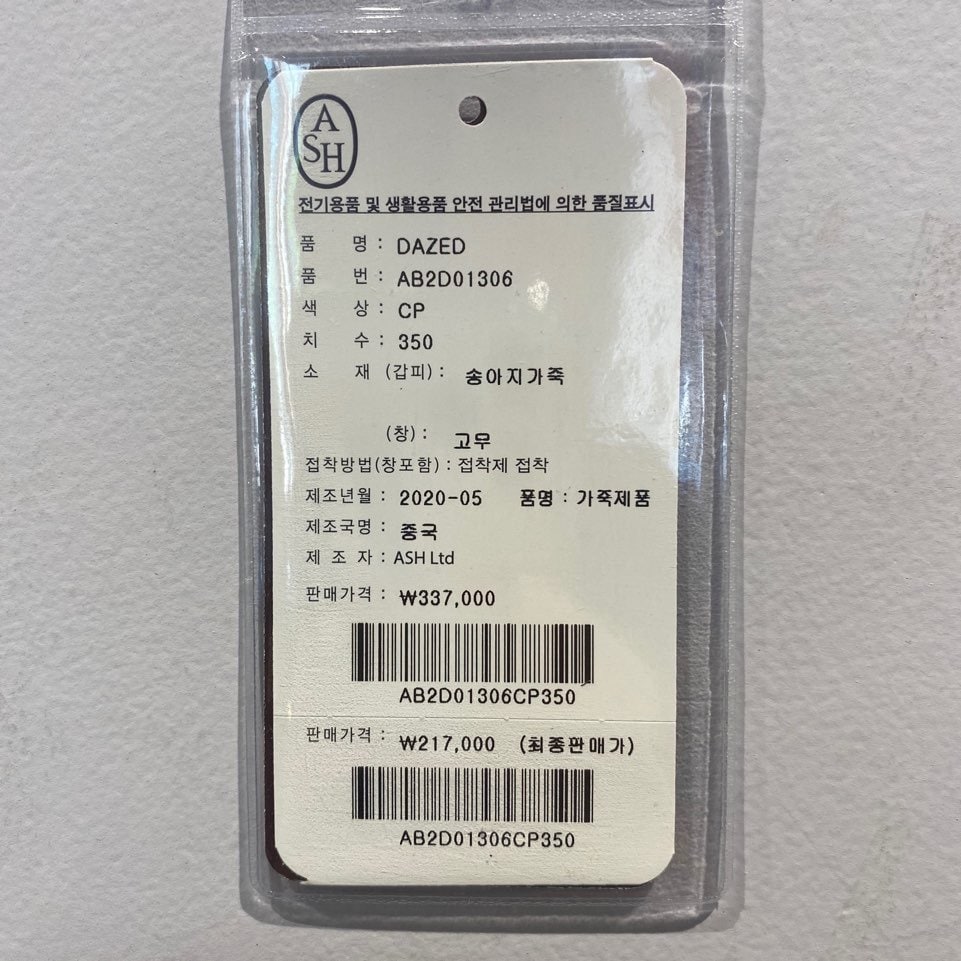 A
SH
전기용품 및 생활용품 안전 관리법에 의한 품질표시
품 명 : DAZED
품 번 : AB2D01306
색 상 : CP
치 수 : 350
소 재 (갑피) : 송아지가죽
(창) : 고무
접착방법(창포함) : 접착제 접착
제조년월 : 2020-05 품명 : 가죽제품
제조국명 : 중국
제 조 자 : ASH Ltd
판매가격 : ₩337,000
AB2D01306CP350
판매가격 : ₩217,000 (최종판매가)
AB2D01306CP350